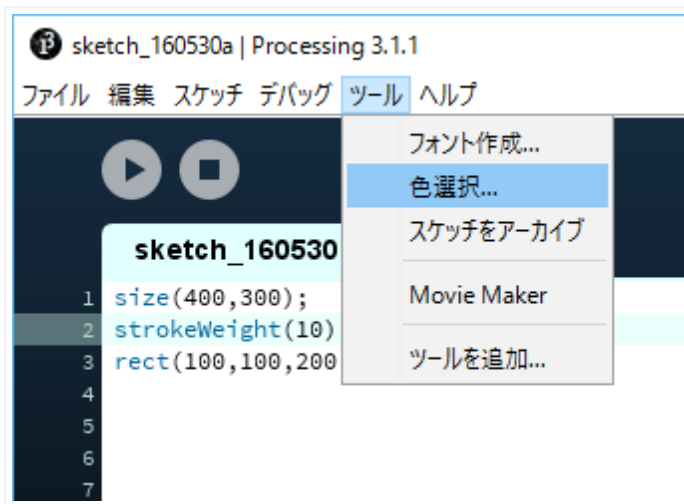 sketch_160530a | Processing 3.1.1
ファイル 編集 スケッチ デバッグ ツール ヘルプ
フォント作成...
色選択...
スケッチをアーカイブ
Movie Maker
ツールを追加...
sketch_160530
1 size(400,300);
2 strokeWeight(10)
3 rect(100,100,200
4
5
6
7